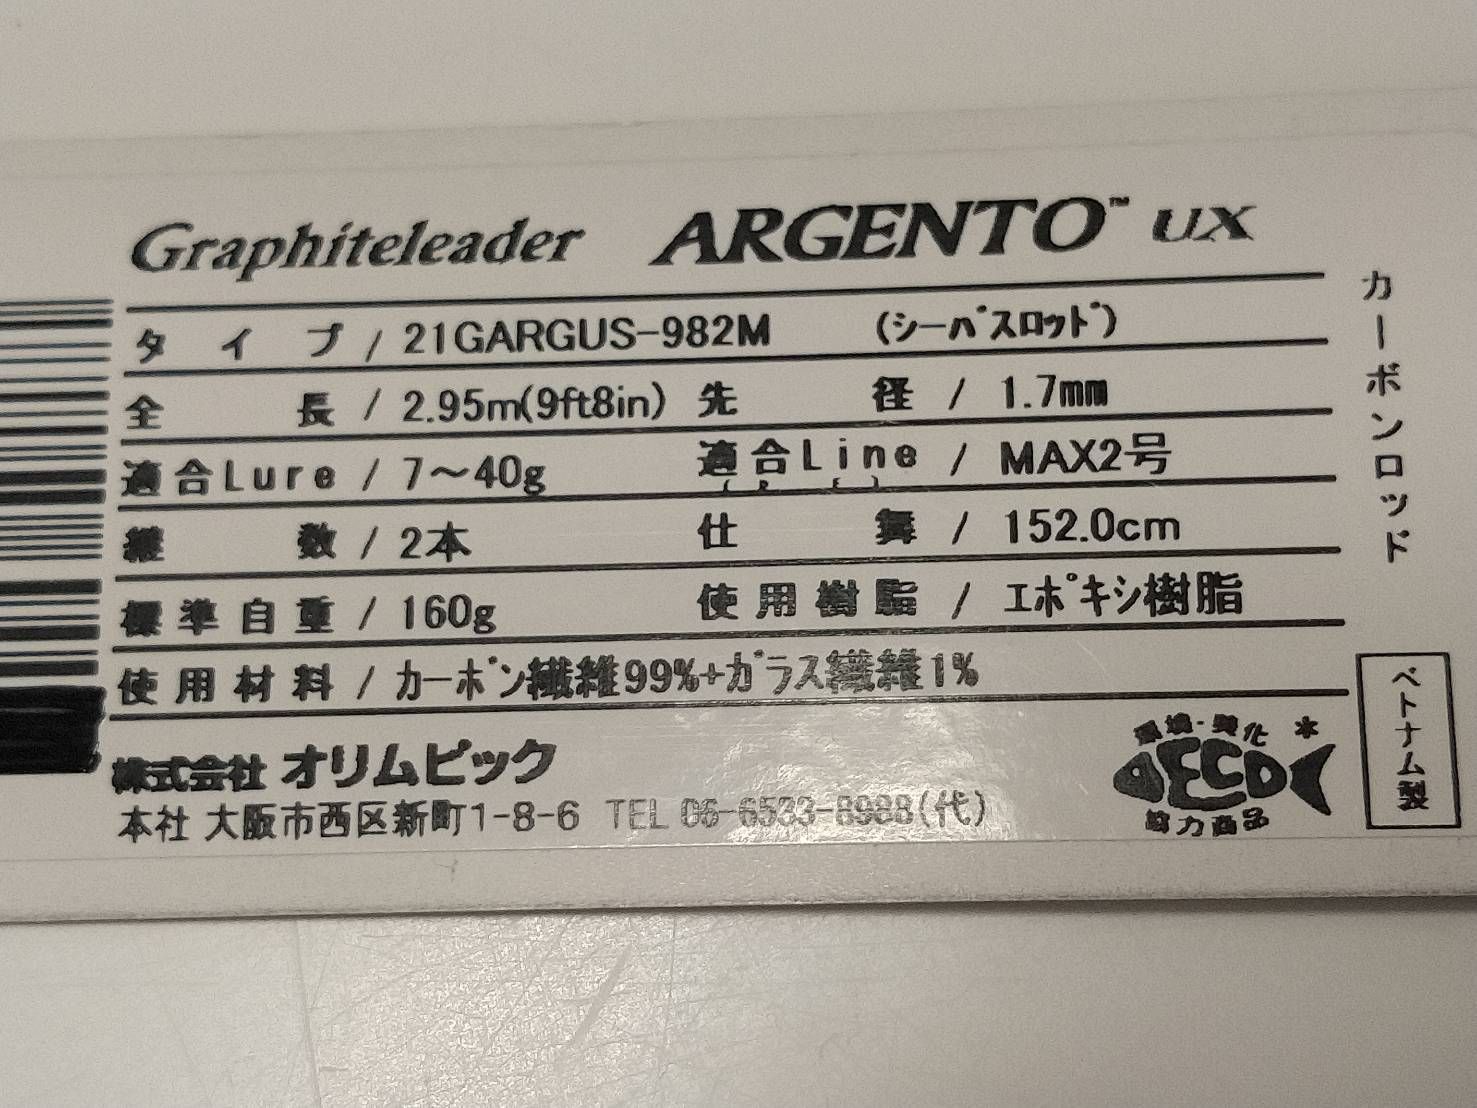 Graphiteleader ARGENTO™ UX
タイプ / 21GARGUS-982M (ｼｰﾊﾞｽﾛｯﾄﾞ)
全長 / 2.95m(9ft8in) 先径 / 1.7mm
適合Lure / 7〜40g 適合Line / MAX2号
(PE)
継数 / 2本 仕舞 / 152.0cm
標準自重 / 160g 使用樹脂 / ｴﾎﾟｷｼ樹脂
使用材料 / ｶｰﾎﾞﾝ繊維99%+ｶﾞﾗｽ繊維1%
株式会社 オリムピック
本社 大阪市西区新町1-8-6 TEL 06-6533-8988(代)
カーボンロッド
環境・美化
ECO
協力商品
ベトナム製